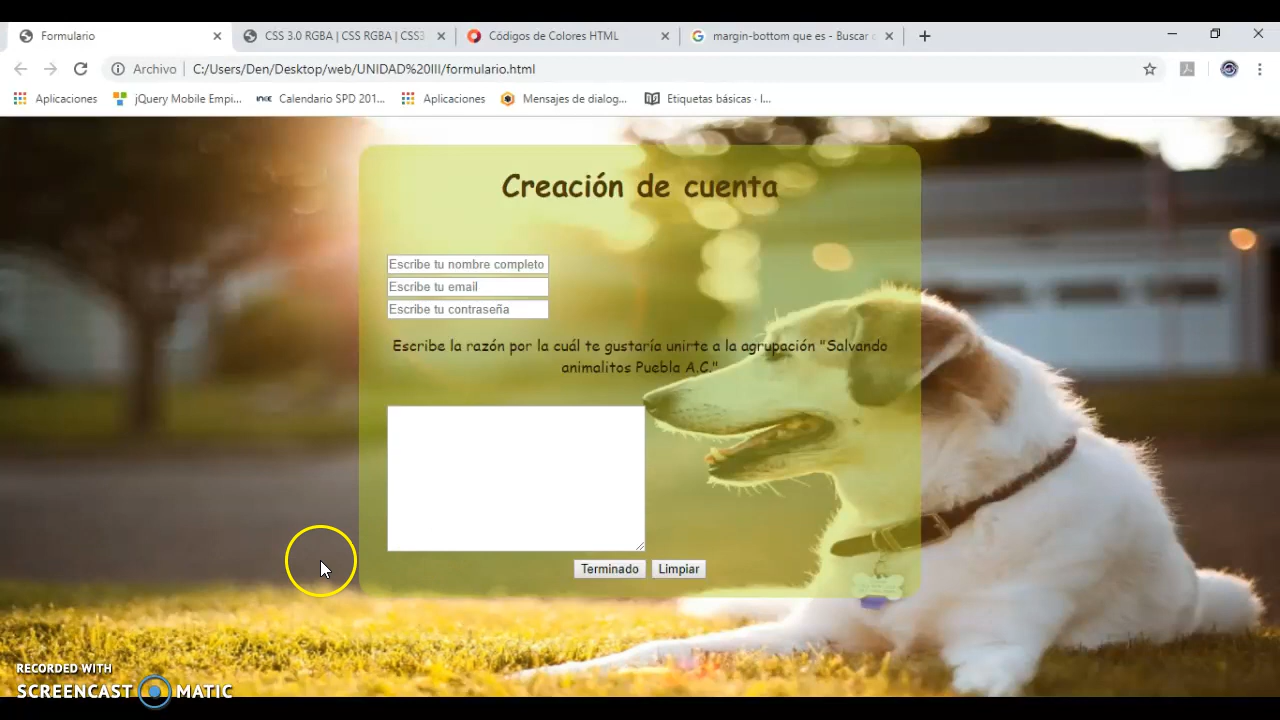 Formulario
CSS 3.0 RGBA | CSS RGBA | CSS3
Códigos de Colores HTML
margin-bottom que es - Buscar c
Archivo
C:/Users/Den/Desktop/web/UNIDAD%20III/formulario.html
Aplicaciones
jQuery Mobile Empi...
Calendario SPD 201...
Aplicaciones
Mensajes de dialog...
Etiquetas básicas · l...
Creación de cuenta
Escribe tu nombre completo
Escribe tu email
Escribe tu contraseña
Escribe la razón por la cuál te gustaría unirte a la agrupación "Salvando
animalitos Puebla A.C."
Terminado
Limpiar
RECORDED WITH
SCREENCAST MATIC